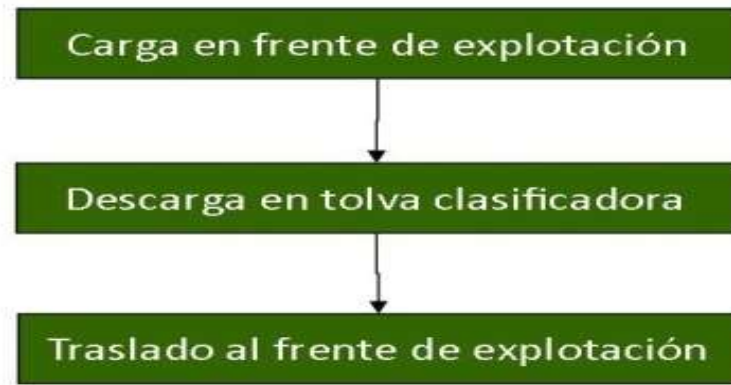 Carga en frente de explotación
Descarga en tolva clasificadora
Traslado al frente de explotación